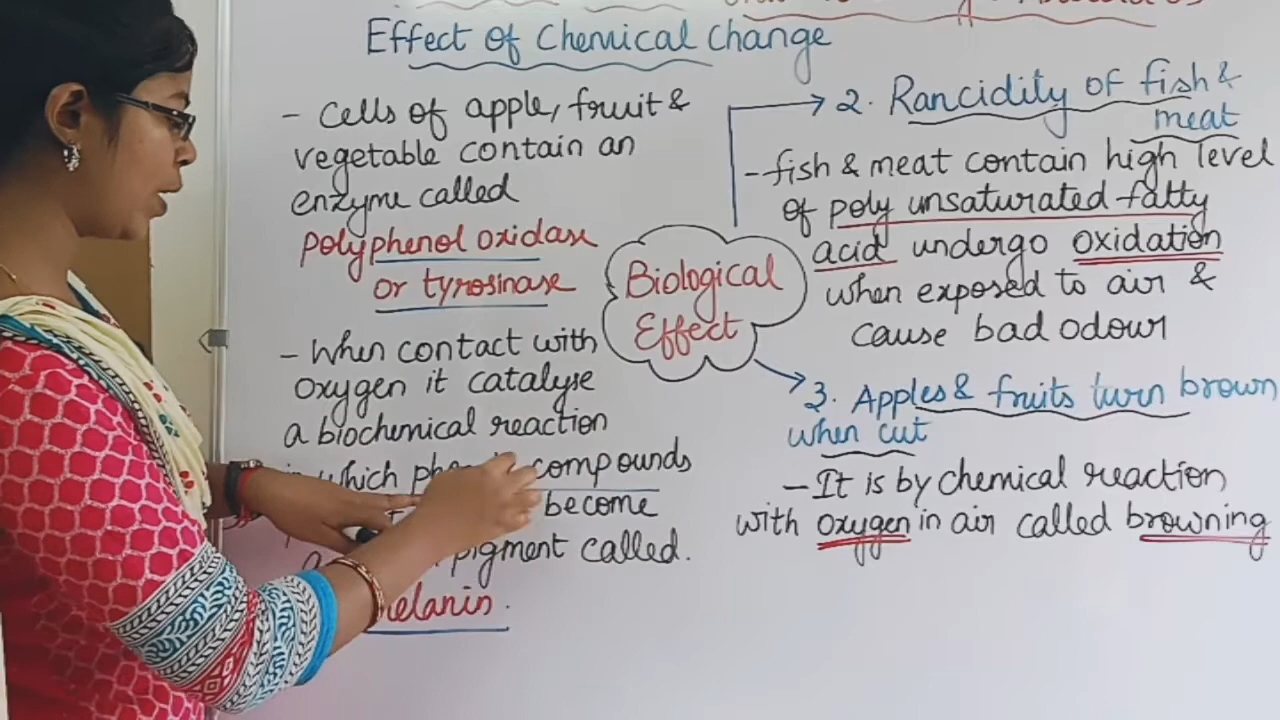 Effect of Chemical Change
- Cells of apple, fruit &
vegetable contain an
enzyme called
polyphenol oxidase
or tyrosinase
- When contact with
oxygen it catalyse
a biochemical reaction
which compounds
become
pigment called.
melanin.
Biological
Effect
2. Rancidity of fish &
meat
- fish & meat contain high level
of poly unsaturated fatty
acid undergo oxidation
when exposed to air &
cause bad odour
3. Apples & fruits turn brown
when cut
- It is by chemical reaction
with oxygen in air called browning